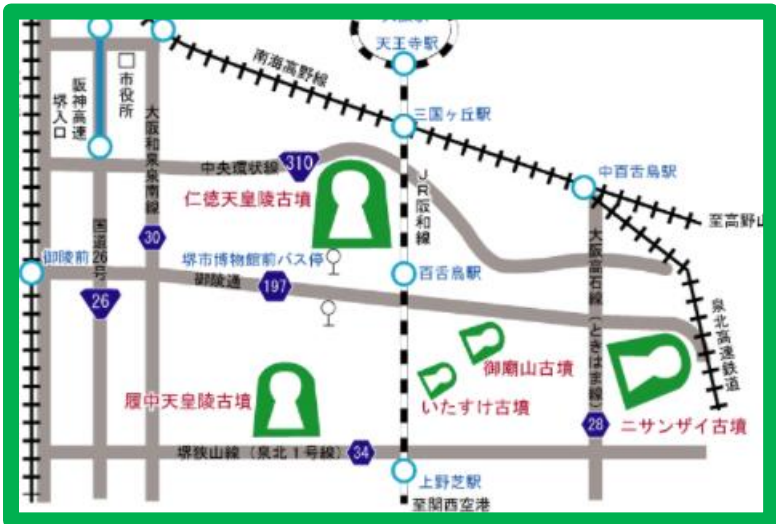 天王寺駅
南海高野線
市役所
阪神高速
堺入口
大阪和泉泉南線
三国ヶ丘駅
中央環状線
310
仁徳天皇陵古墳
JR阪和線
中百舌鳥駅
至高野山
国道26号
30
御陵前
堺市博物館前バス停
御陵通
197
26
百舌鳥駅
大阪高石線(ときはま線)
泉北高速鉄道
御廟山古墳
いたすけ古墳
履中天皇陵古墳
ニサンザイ古墳
28
堺狭山線(泉北1号線)
34
上野芝駅
至関西空港